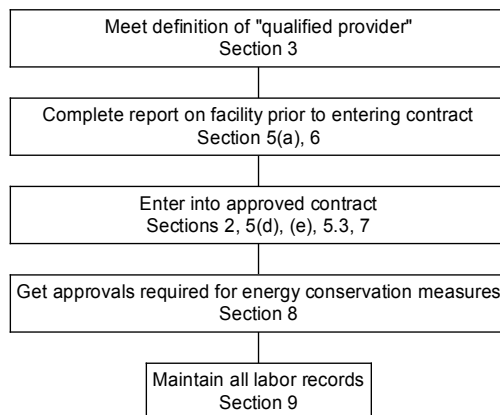 Meet definition of "qualified provider"
Section 3
Complete report on facility prior to entering contract
Section 5(a), 6
Enter into approved contract
Sections 2, 5(d), (e), 5.3, 7
Get approvals required for energy conservation measures
Section 8
Maintain all labor records
Section 9